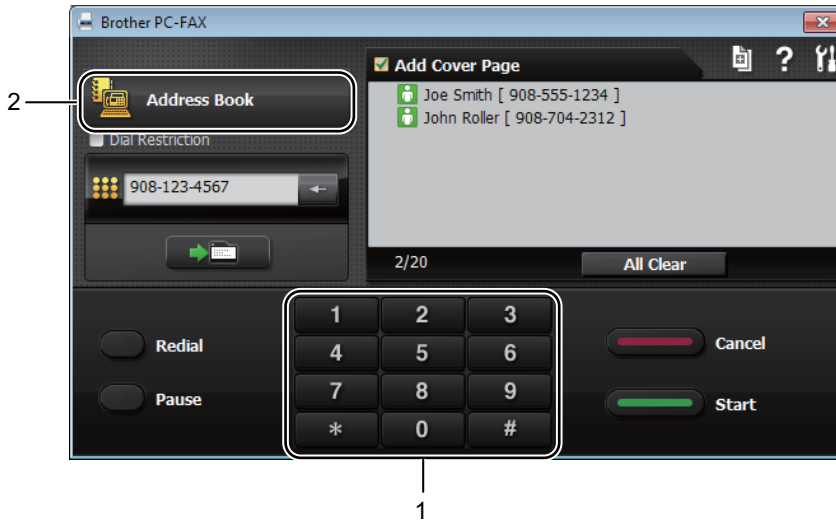 Brother PC-FAX
2
Address Book
Add Cover Page
?
Joe Smith [ 908-555-1234 ]
John Roller [ 908-704-2312 ]
Dial Restriction
908-123-4567
2/20
All Clear
Redial
Pause
1 2 3
4 5 6
7 8 9
* 0 #
Cancel
Start
1